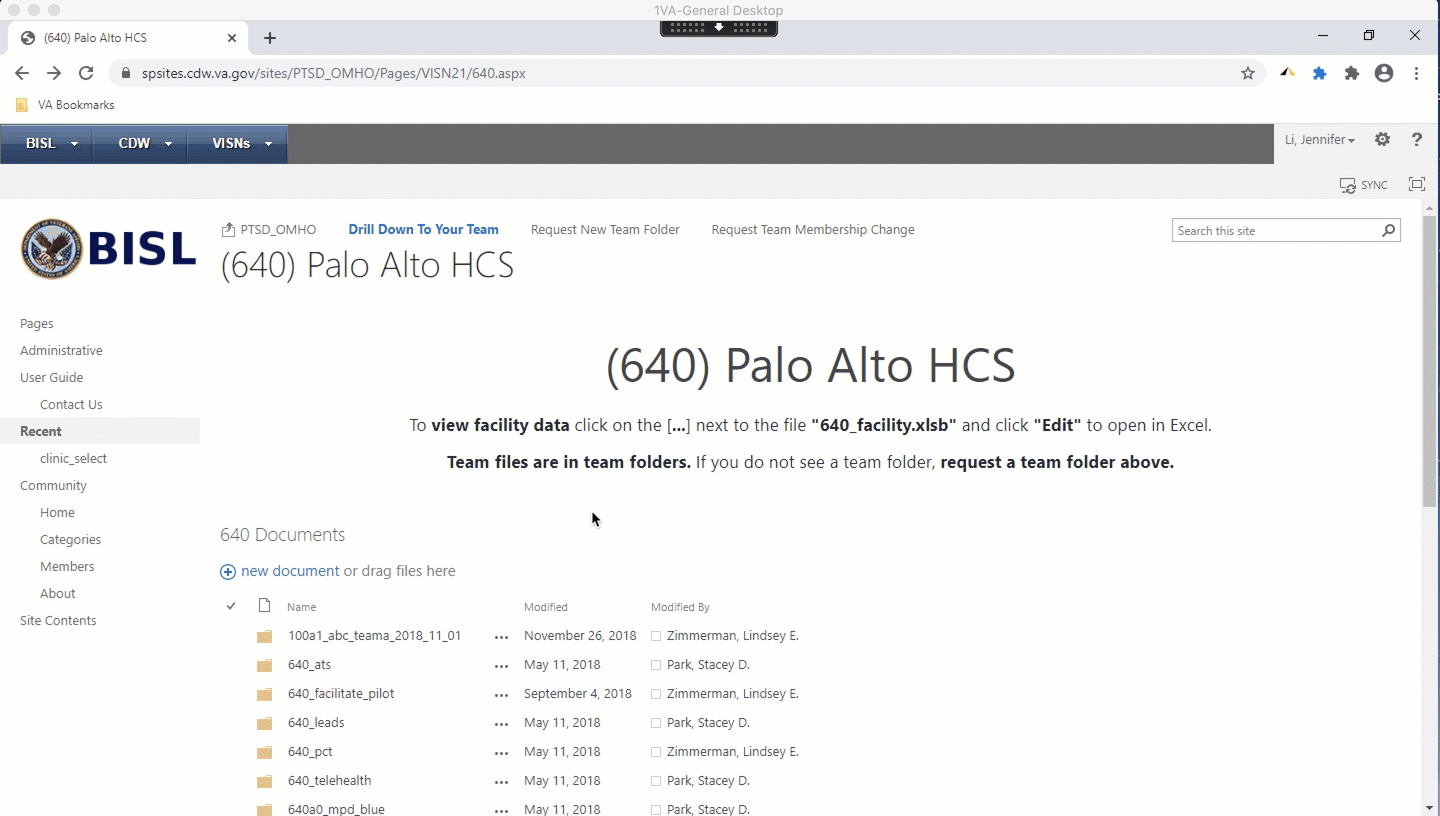 1VA-General Desktop
(640) Palo Alto HCS
spsites.cdw.va.gov/sites/PTSD_OMHO/Pages/VISN21/640.aspx
VA Bookmarks
BISL CDW VISNs Li, Jennifer ?
SYNC
BISL
PTSD_OMHO Drill Down To Your Team Request New Team Folder Request Team Membership Change Search this site
(640) Palo Alto HCS
Pages
Administrative
User Guide
Contact Us
Recent
clinic_select
Community
Home
Categories
Members
About
Site Contents
(640) Palo Alto HCS
To view facility data click on the [...] next to the file "640_facility.xlsb" and click "Edit" to open in Excel.
Team files are in team folders. If you do not see a team folder, request a team folder above.
640 Documents
new document or drag files here
Name Modified Modified By
100a1_abc_teama_2018_11_01 ... November 26, 2018 Zimmerman, Lindsey E.
640_ats ... May 11, 2018 Park, Stacey D.
640_facilitate_pilot ... September 4, 2018 Zimmerman, Lindsey E.
640_leads ... May 11, 2018 Park, Stacey D.
640_pct ... May 11, 2018 Zimmerman, Lindsey E.
640_telehealth ... May 11, 2018 Park, Stacey D.
640a0_mpd_blue ... May 11, 2018 Park, Stacey D.